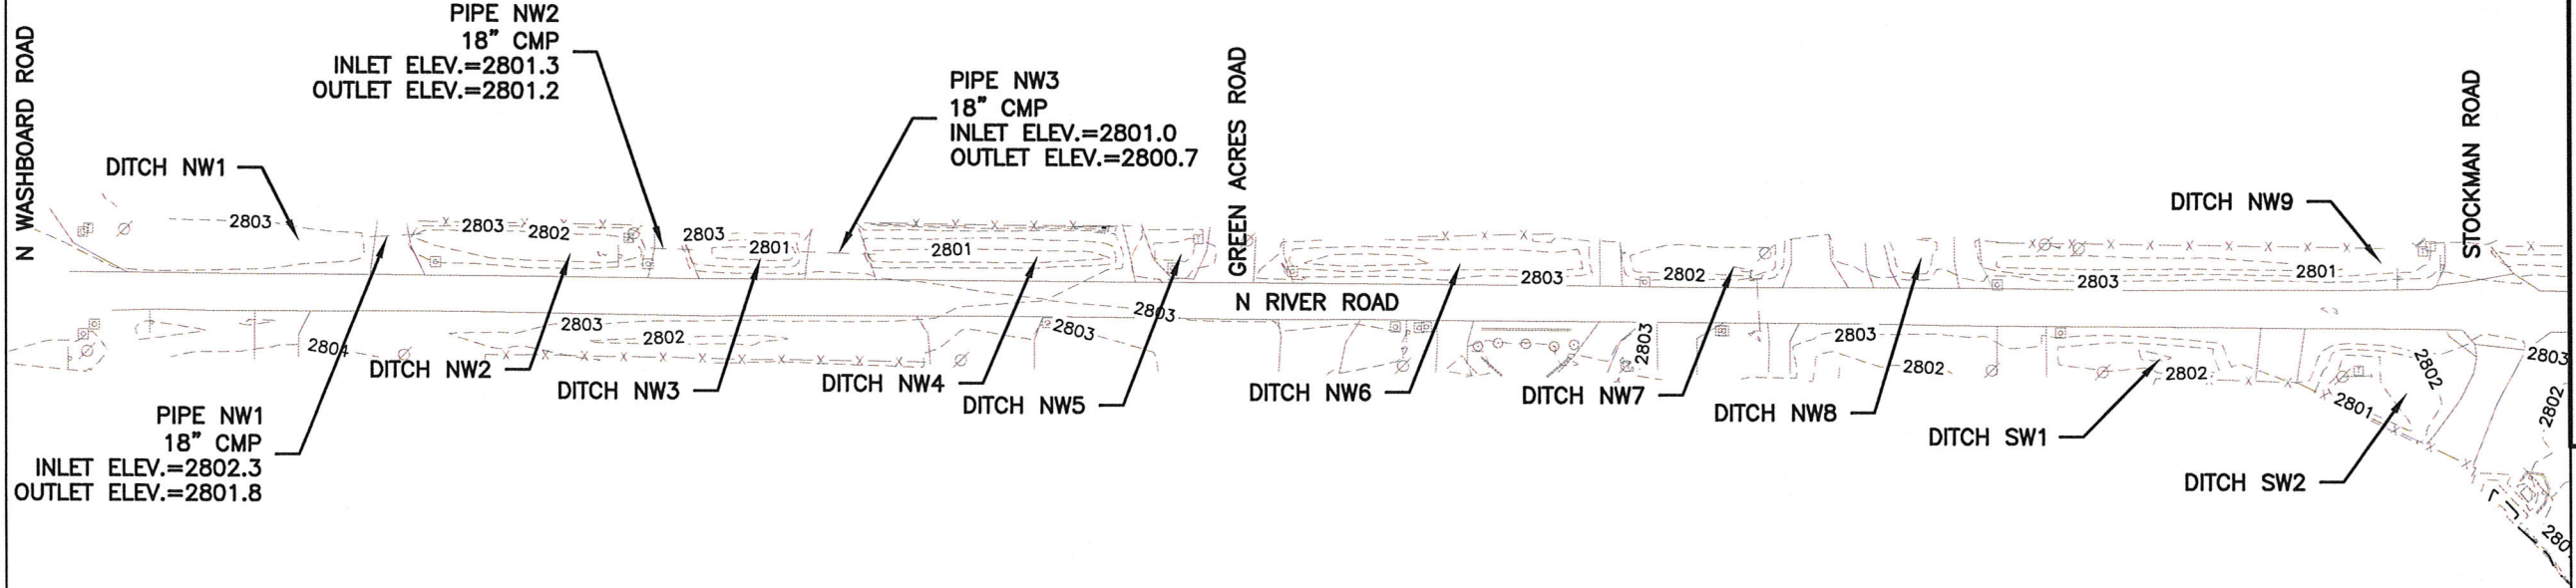 N WASHBOARD ROAD
PIPE NW2
18" CMP
INLET ELEV.=2801.3
OUTLET ELEV.=2801.2
PIPE NW3
18" CMP
INLET ELEV.=2801.0
OUTLET ELEV.=2800.7
GREEN ACRES ROAD
STOCKMAN ROAD
DITCH NW1
DITCH NW9
2803
2803
2802
2803
2801
2801
2803
2802
2803
2801
N RIVER ROAD
2803
2804
2803
2802
2803
2803
2803
2802
2802
2802
2801
2803
2802
DITCH NW2
DITCH NW3
DITCH NW4
DITCH NW5
DITCH NW6
DITCH NW7
DITCH NW8
DITCH SW1
DITCH SW2
PIPE NW1
18" CMP
INLET ELEV.=2802.3
OUTLET ELEV.=2801.8
280